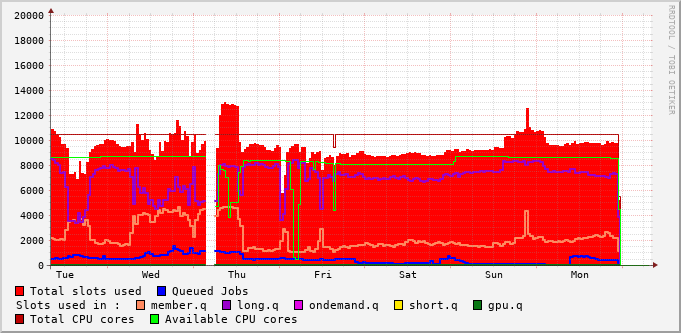 20000
18000
16000
14000
12000
10000
8000
6000
4000
2000
0
Tue Wed Thu Fri Sat Sun Mon
Total slots used Queued Jobs
Slots used in : member.q long.q ondemand.q short.q gpu.q
Total CPU cores Available CPU cores
RRDTOOL / TOBI OETIKER